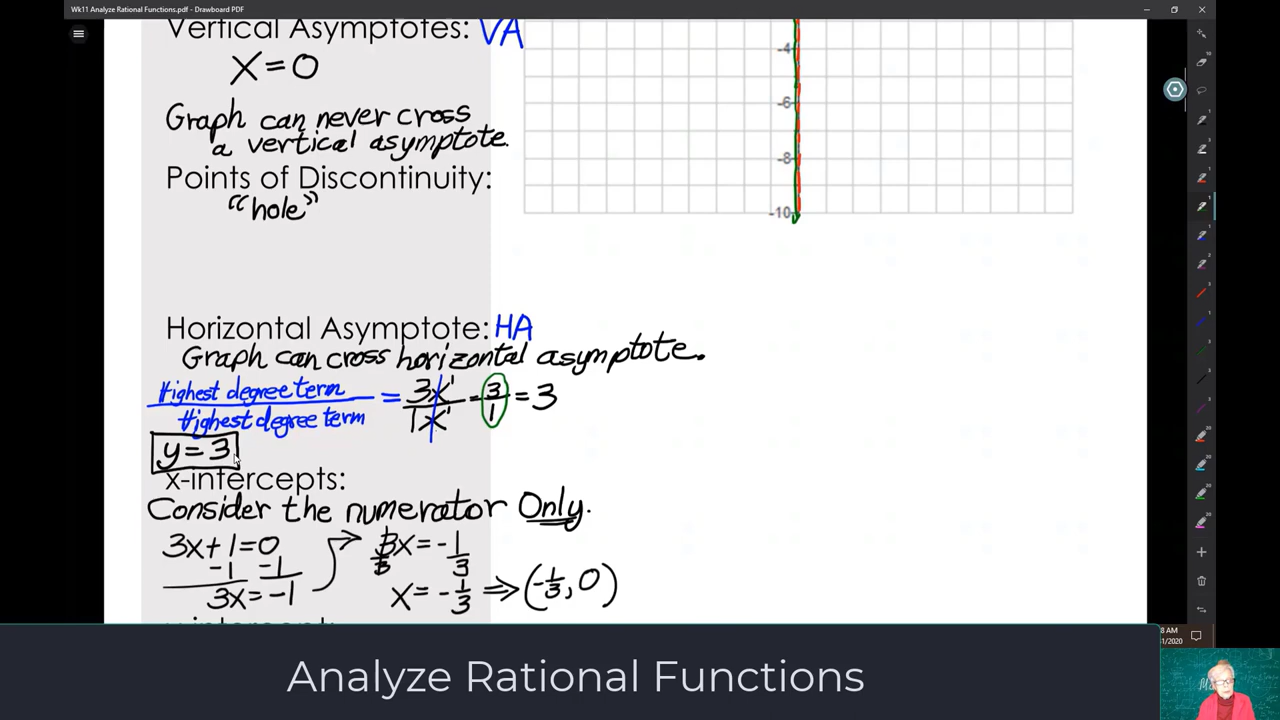 Wk11 Analyze Rational Functions.pdf - Drawboard PDF
Vertical Asymptotes: VA
X=0
Graph can never cross
a vertical asymptote.
Points of Discontinuity:
"hole"
-4
-6
-8
-10
Horizontal Asymptote: HA
Graph can cross horizontal asymptote.
Highest degree term / Highest degree term = 3x¹ / 1x¹ = 3/1 = 3
y = 3
x-intercepts:
Consider the numerator Only.
3x+1=0
-1 -1
3x=-1
3x/3 = -1/3
x = -1/3 ⇒ (-1/3, 0)
Analyze Rational Functions